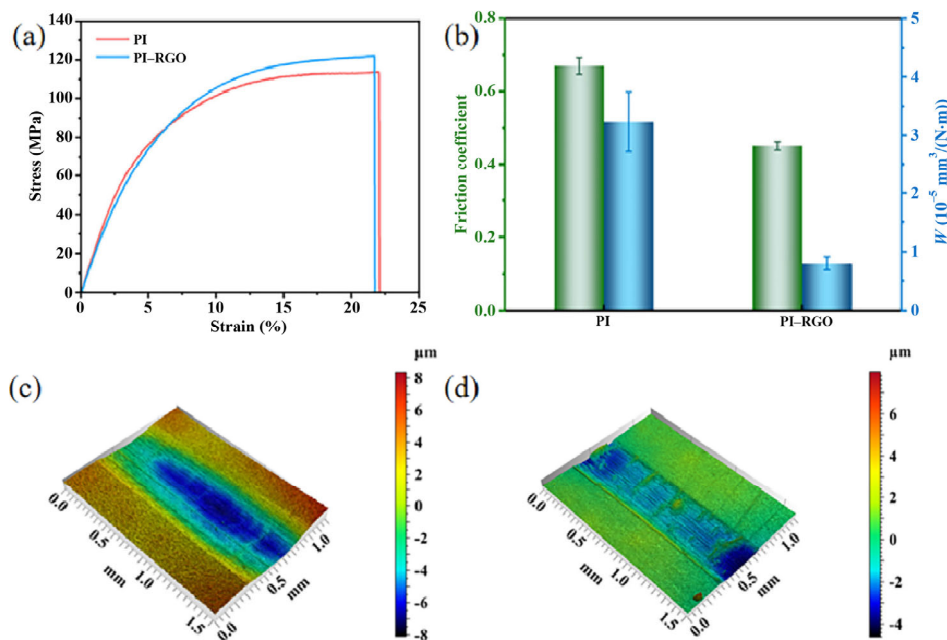 (a)
140
120
100
80
60
40
20
0
Stress (MPa)
PI
PI–RGO
0 5 10 15 20 25
Strain (%)
(b)
0.8
0.6
0.4
0.2
0.0
Friction coefficient
PI PI–RGO
5
4
3
2
1
0
W (10⁻⁵ mm³/(N·m))
(c)
0.0
0.5
1.0
1.5
mm
0.0
0.5
1.0
mm
µm
8
6
4
2
0
-2
-4
-6
-8
(d)
0.0
0.5
1.0
1.5
mm
0.0
0.5
1.0
mm
µm
6
4
2
0
-2
-4